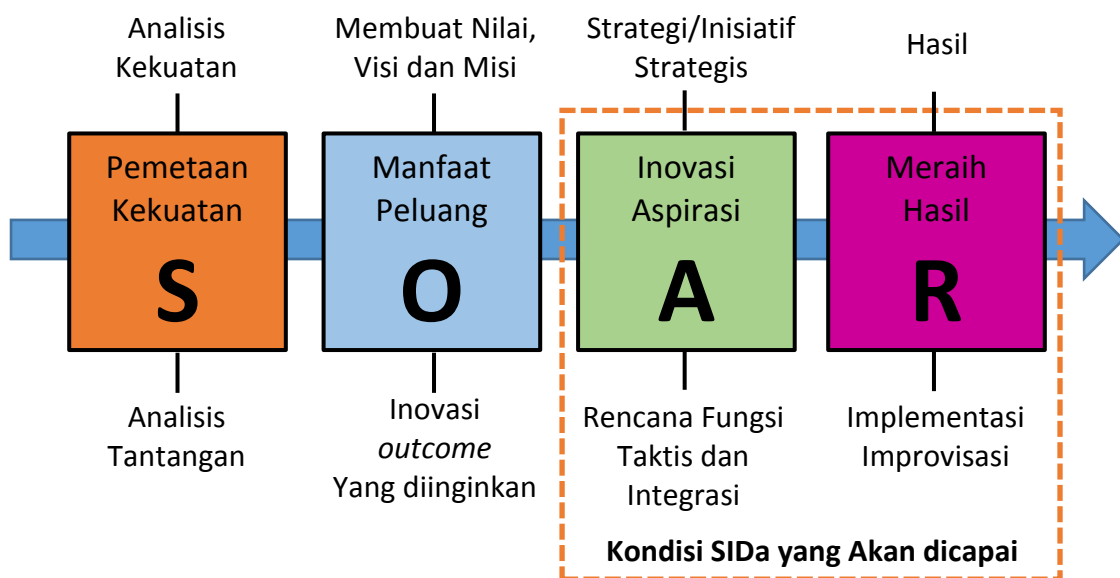 Analisis
Kekuatan
Membuat Nilai,
Visi dan Misi
Strategi/Inisiatif
Strategis
Hasil
Pemetaan
Kekuatan
S
Manfaat
Peluang
O
Inovasi
Aspirasi
A
Meraih
Hasil
R
Analisis
Tantangan
Inovasi
outcome
Yang diinginkan
Rencana Fungsi
Taktis dan
Integrasi
Implementasi
Improvisasi
Kondisi SIDa yang Akan dicapai